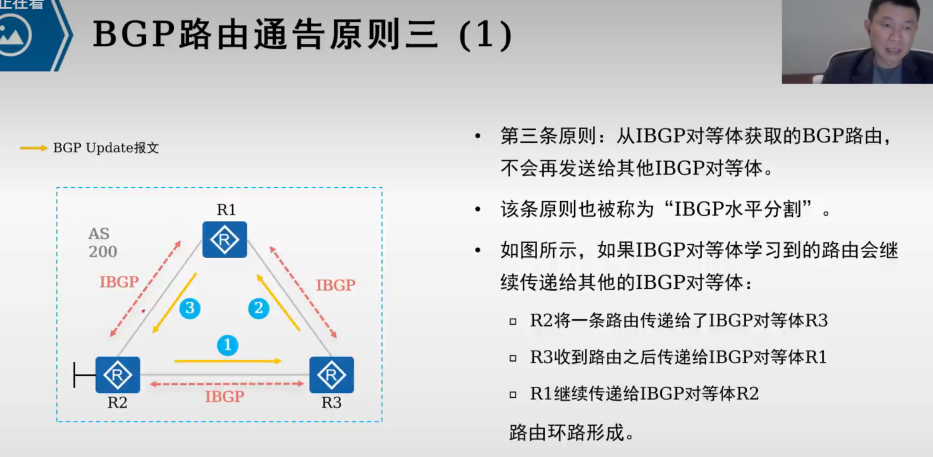 正在看
BGP路由通告原则三 (1)
BGP Update报文
AS
200
R1
IBGP
IBGP
3
2
1
R
R
R
IBGP
R2
R3
• 第三条原则：从IBGP对等体获取的BGP路由，
不会再发送给其他IBGP对等体。
• 该条原则也被称为“IBGP水平分割”。
• 如图所示，如果IBGP对等体学习到的路由会继
续传递给其他的IBGP对等体：
▫ R2将一条路由传递给了IBGP对等体R3
▫ R3收到路由之后传递给IBGP对等体R1
▫ R1继续传递给IBGP对等体R2
路由环路形成。